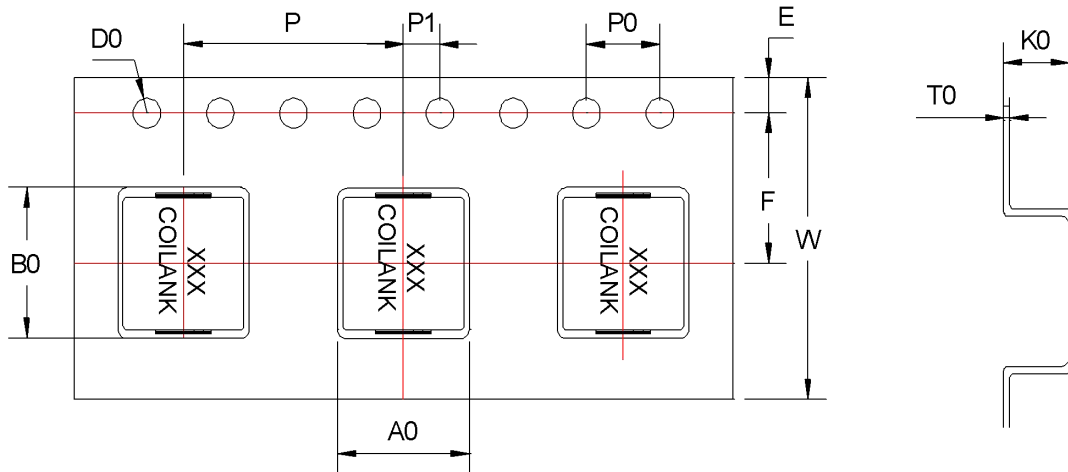 P
P1
P0
E
K0
D0
T0
F
W
B0
XXX
COILANK
XXX
COILANK
XXX
COILANK
A0